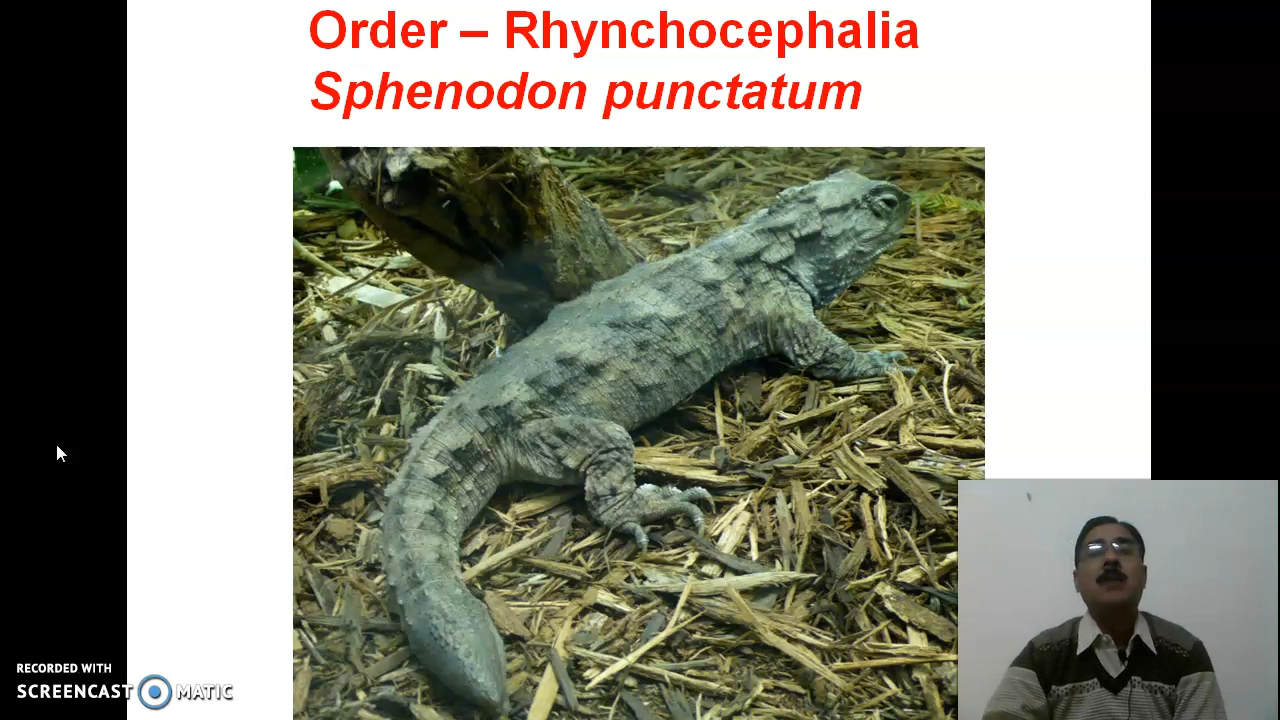 Order – Rhynchocephalia
Sphenodon punctatum
RECORDED WITH
SCREENCAST MATIC